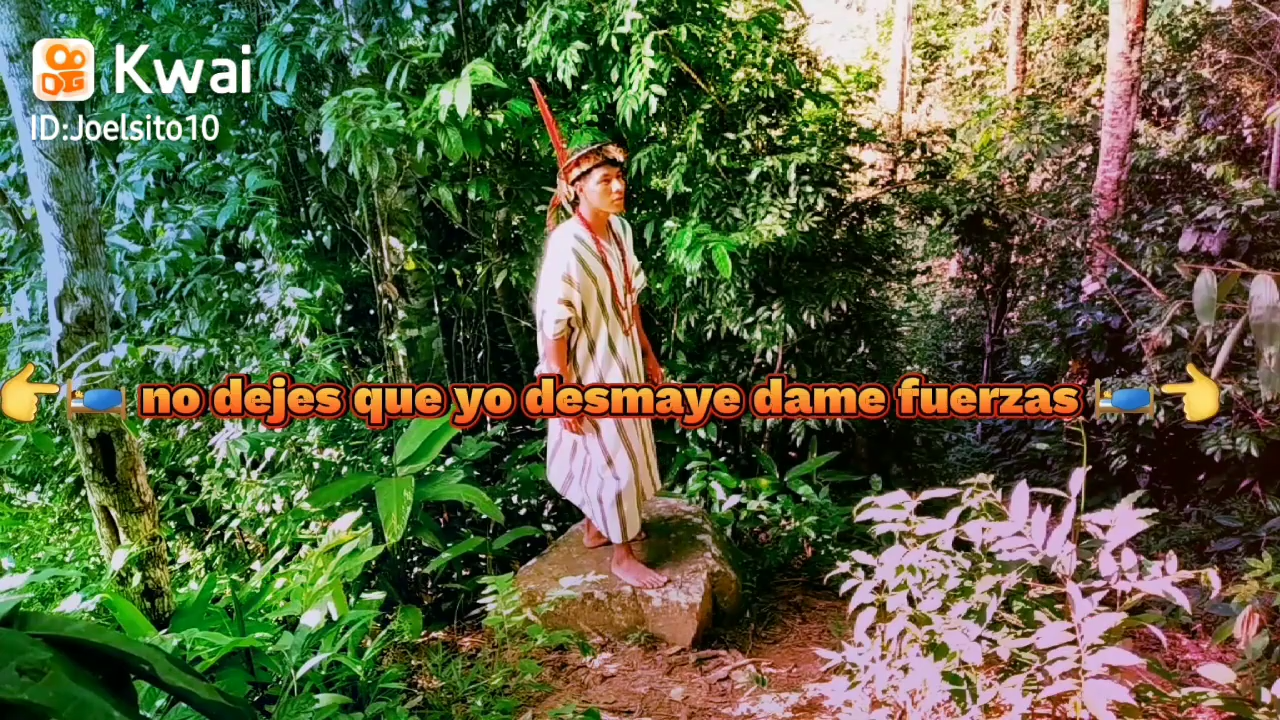 Kwai
ID:Joelsito10
👉🛌 no dejes que yo desmaye dame fuerzas 🛌👈